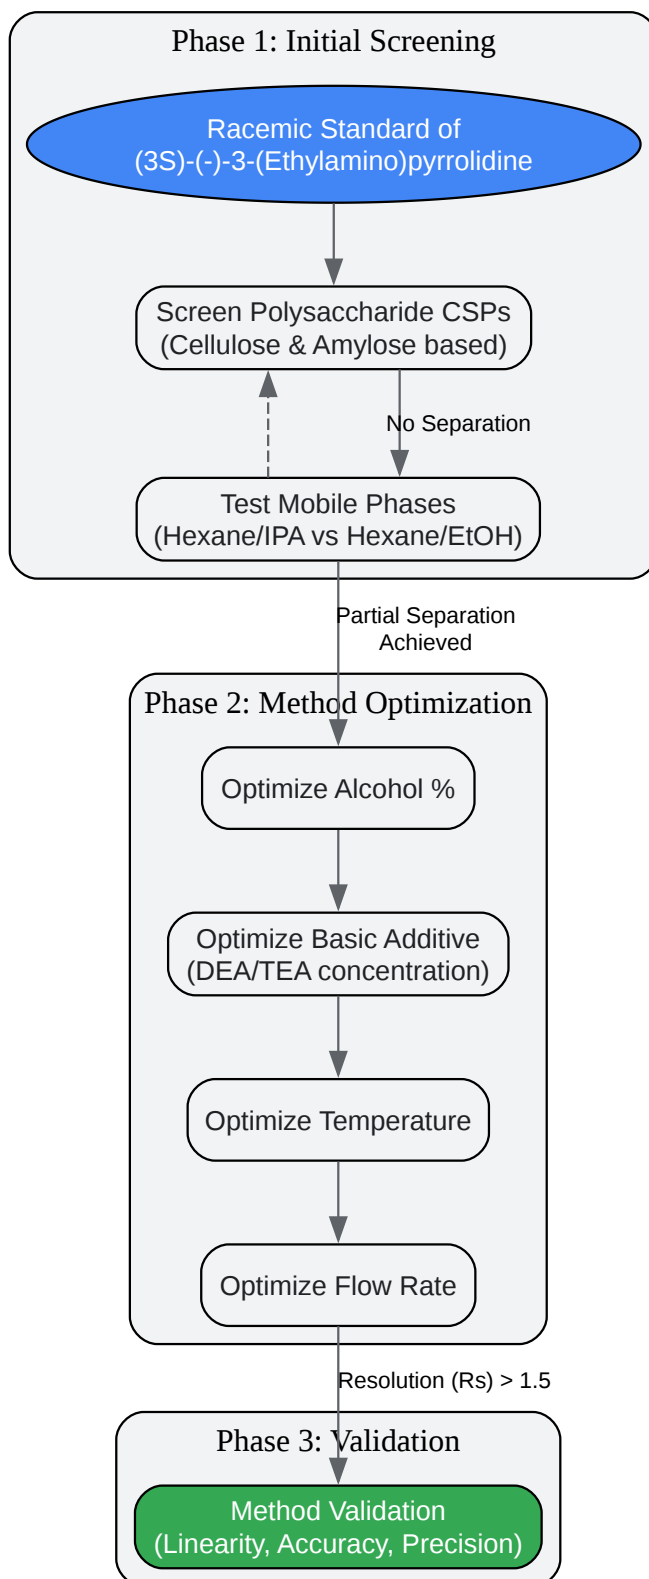 Phase 1: Initial Screening
Racemic Standard of
(3S)-(-)-3-(Ethylamino)pyrrolidine
Screen Polysaccharide CSPs
(Cellulose & Amylose based)
No Separation
Test Mobile Phases
(Hexane/IPA vs Hexane/EtOH)
Partial Separation
Achieved
Phase 2: Method Optimization
Optimize Alcohol %
Optimize Basic Additive
(DEA/TEA concentration)
Optimize Temperature
Optimize Flow Rate
Resolution (Rs) > 1.5
Phase 3: Validation
Method Validation
(Linearity, Accuracy, Precision)